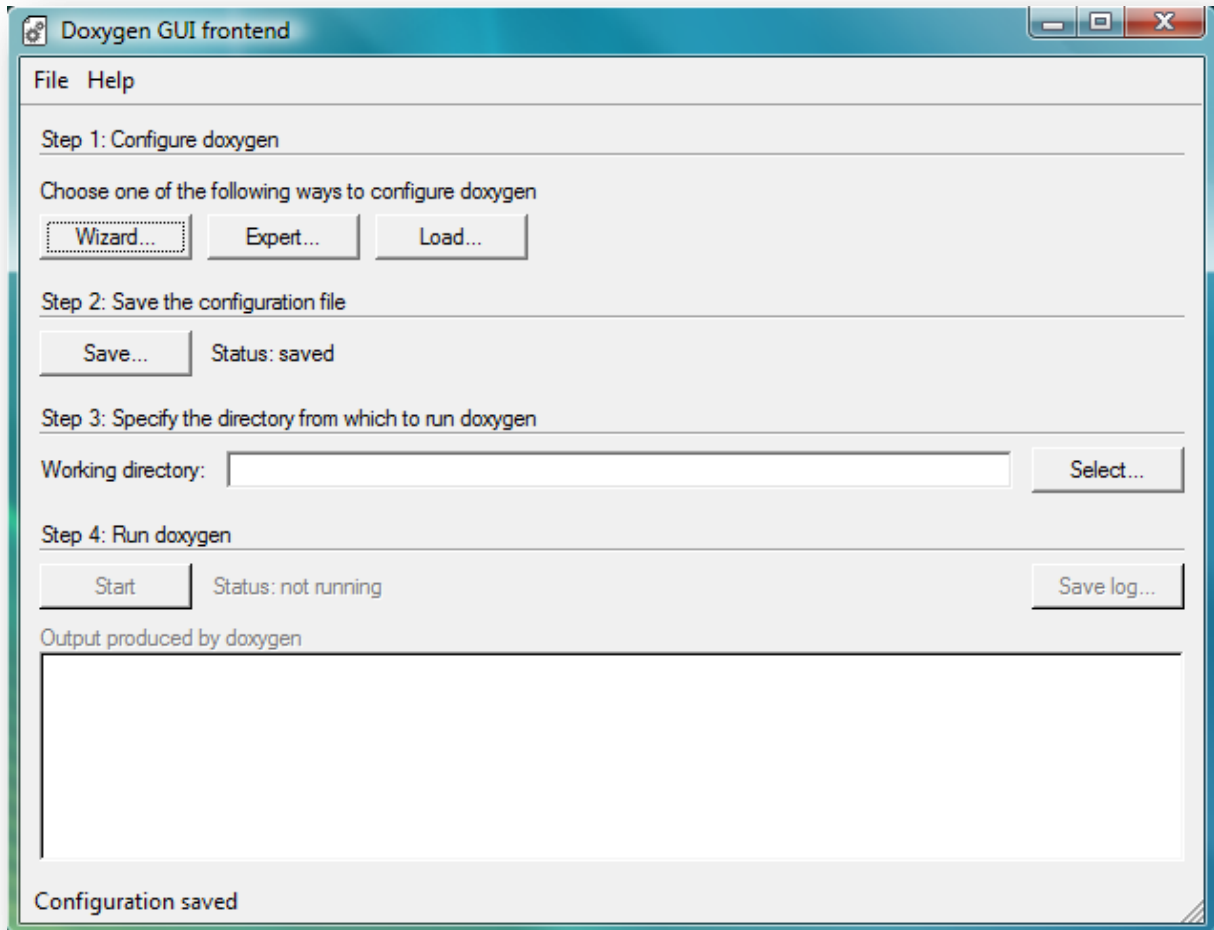 Doxygen GUI frontend
File Help
Step 1: Configure doxygen
Choose one of the following ways to configure doxygen
Wizard... Expert... Load...
Step 2: Save the configuration file
Save... Status: saved
Step 3: Specify the directory from which to run doxygen
Working directory: Select...
Step 4: Run doxygen
Start Status: not running Save log...
Output produced by doxygen
Configuration saved